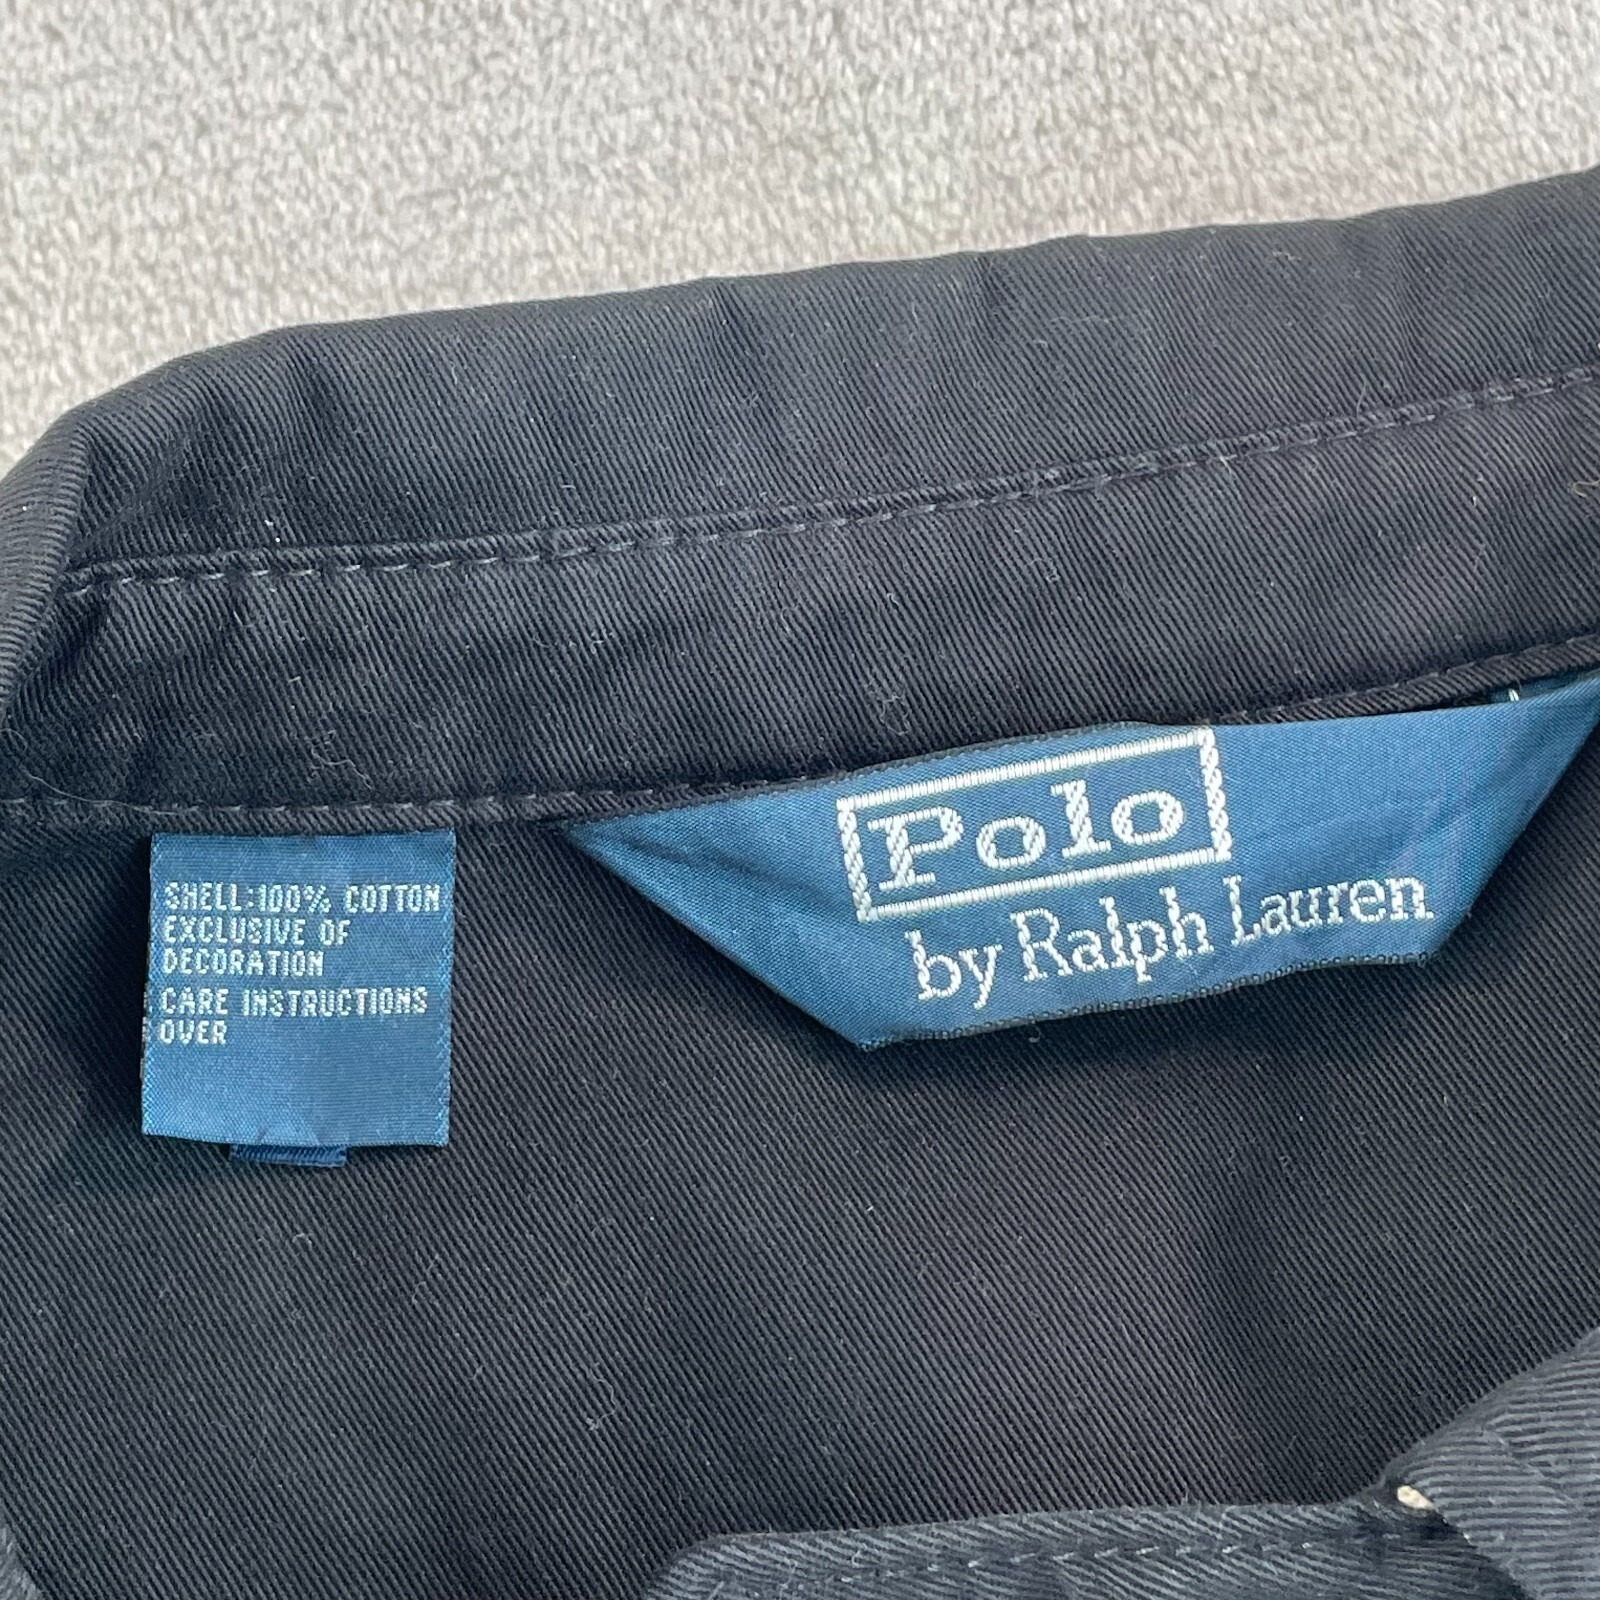 SHELL:100% COTTON
EXCLUSIVE OF
DECORATION
CARE INSTRUCTIONS
OVER
Polo
by Ralph Lauren